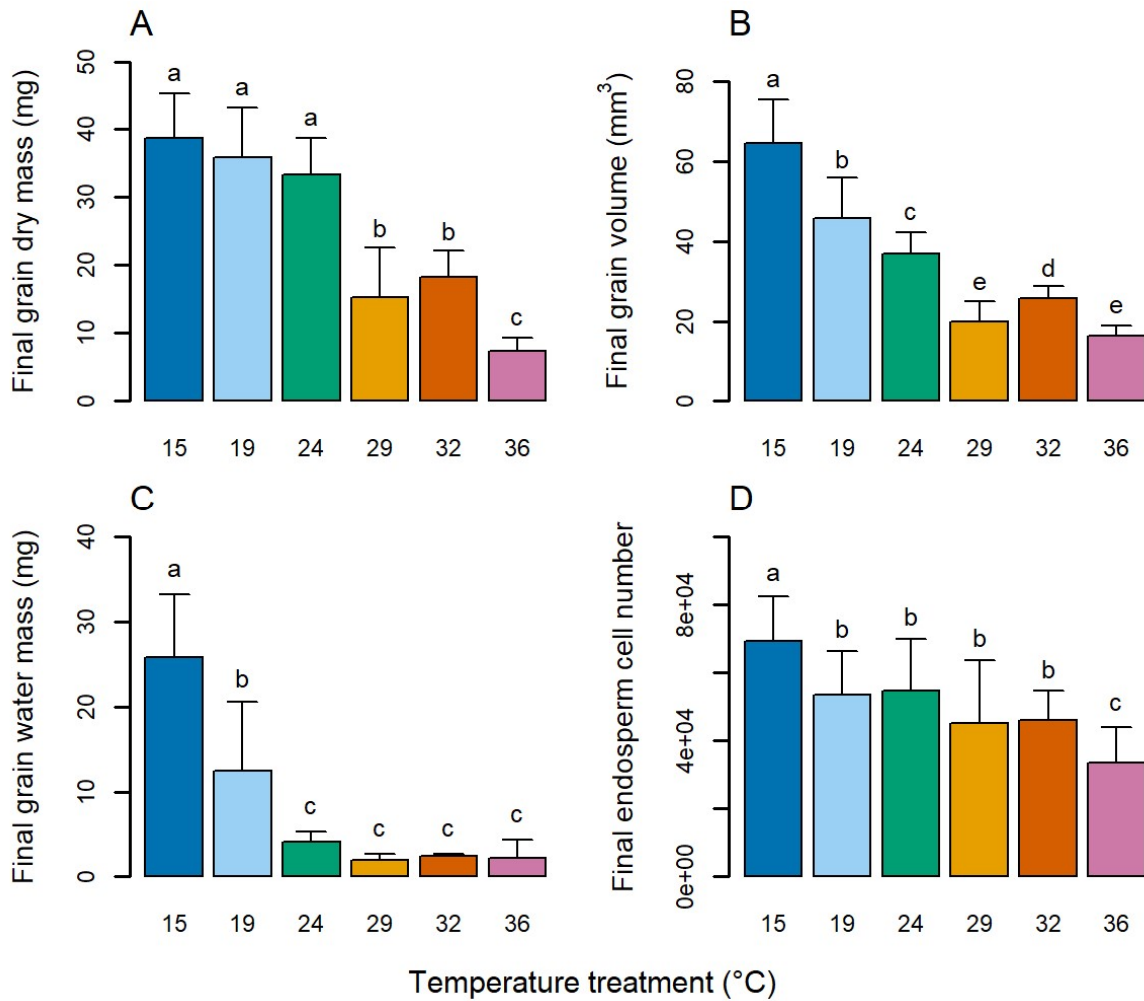 A
Final grain dry mass (mg)
50
40
30
20
10
0
a
a
a
b
b
c
15 19 24 29 32 36
B
Final grain volume (mm³)
80
60
40
20
0
a
b
c
e
d
e
15 19 24 29 32 36
C
Final grain water mass (mg)
40
30
20
10
0
a
b
c
c
c
c
15 19 24 29 32 36
D
Final endosperm cell number
8e+04
4e+04
0e+00
a
b
b
b
b
c
15 19 24 29 32 36
Temperature treatment (°C)